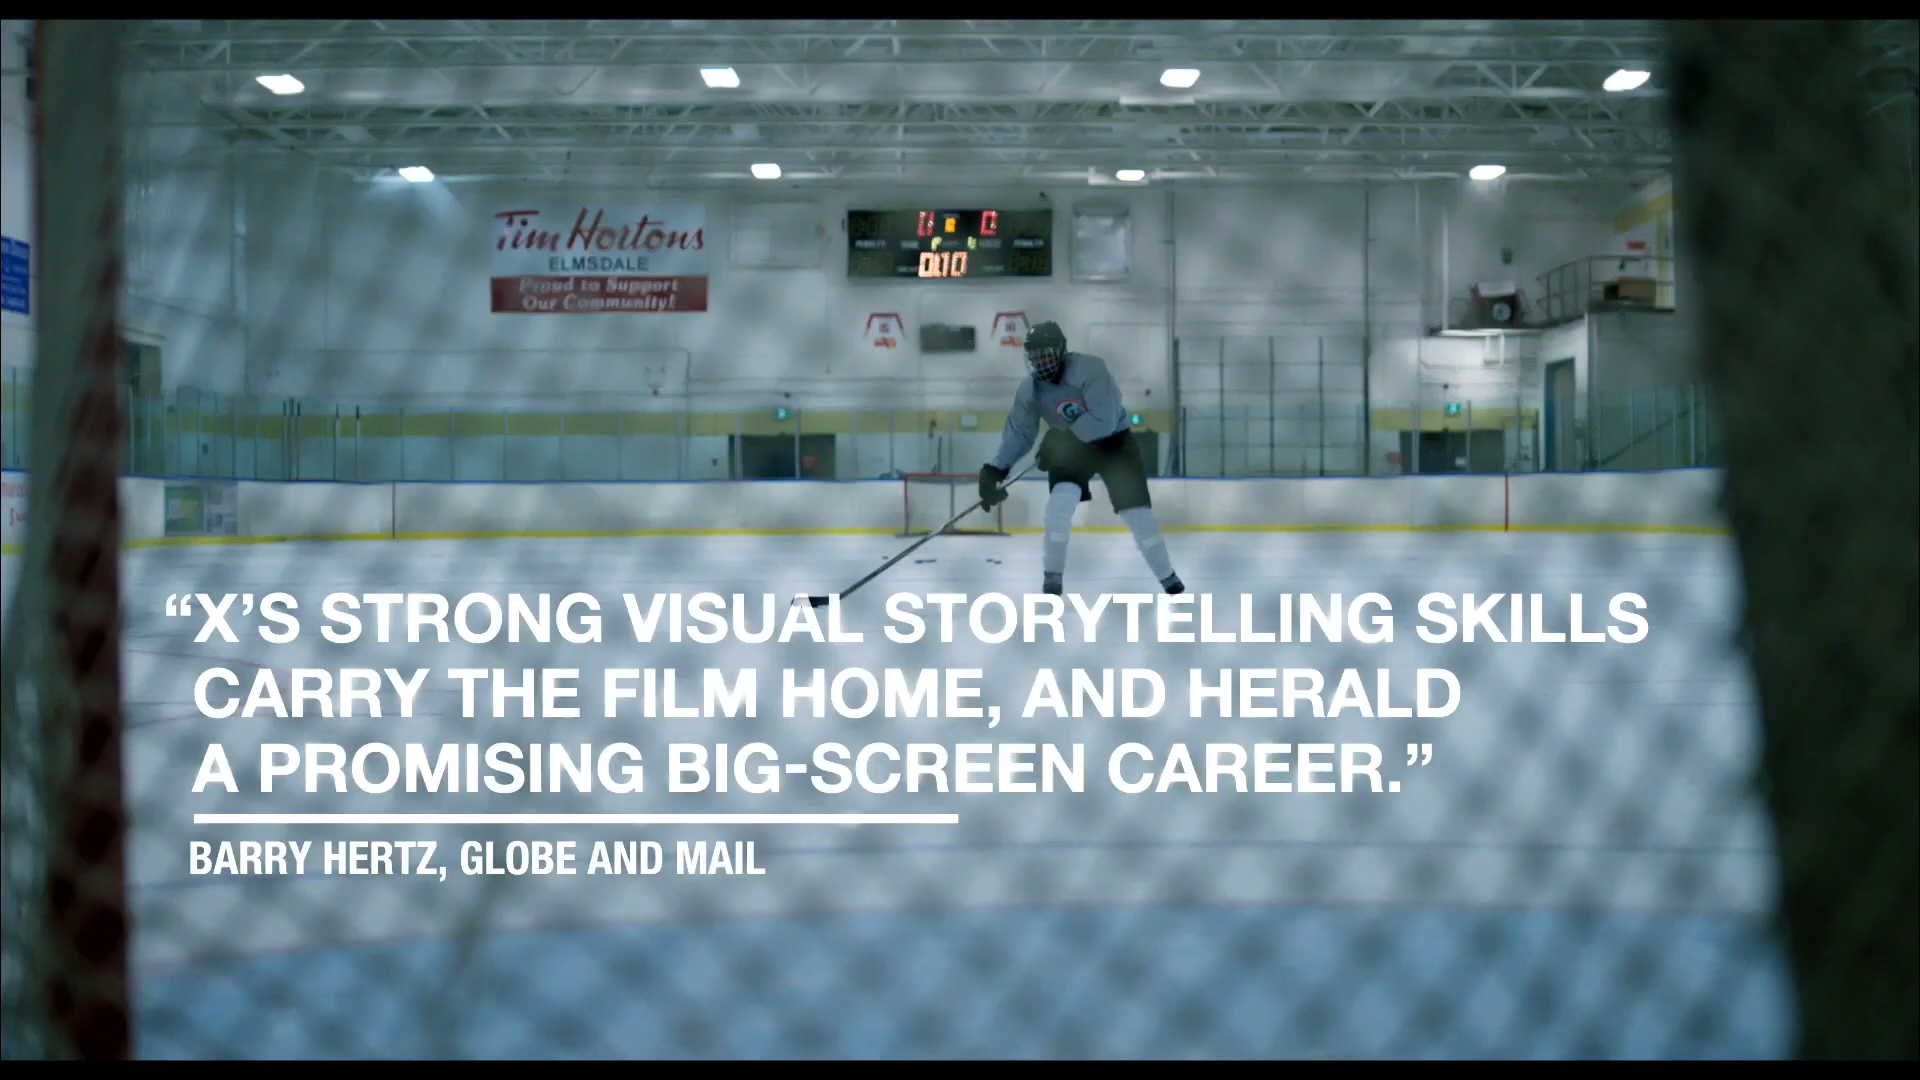 Tim Hortons
ELMSDALE
Proud to Support
Our Community!
“X’S STRONG VISUAL STORYTELLING SKILLS
CARRY THE FILM HOME, AND HERALD
A PROMISING BIG-SCREEN CAREER.”
BARRY HERTZ, GLOBE AND MAIL